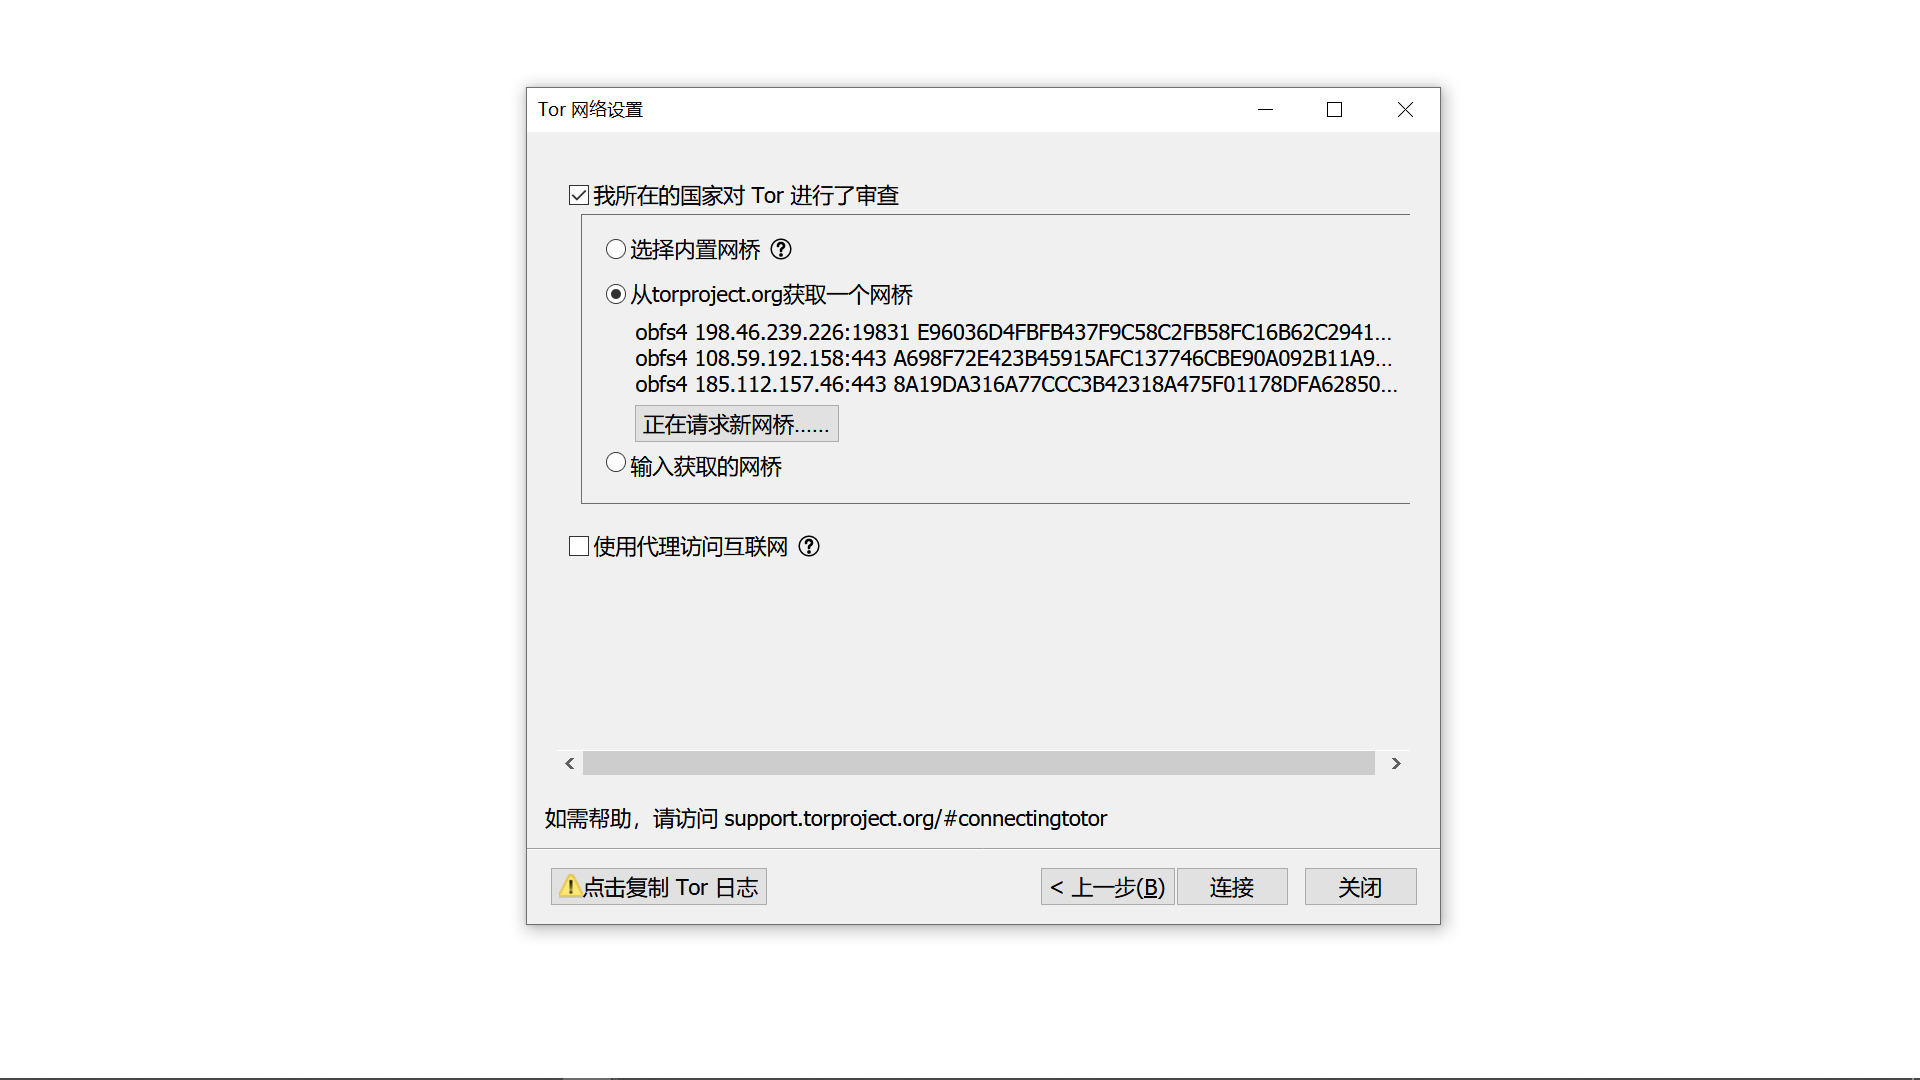 Tor 网络设置
我所在的国家对 Tor 进行了审查
选择内置网桥 ?
从torproject.org获取一个网桥
obfs4 198.46.239.226:19831 E96036D4FBFB437F9C58C2FB58FC16B62C2941...
obfs4 108.59.192.158:443 A698F72E423B45915AFC137746CBE90A092B11A9...
obfs4 185.112.157.46:443 8A19DA316A77CCC3B42318A475F01178DFA62850...
正在请求新网桥……
输入获取的网桥
使用代理访问互联网 ?
如需帮助，请访问 support.torproject.org/#connectingtotor
点击复制 Tor 日志
< 上一步(B)
连接
关闭